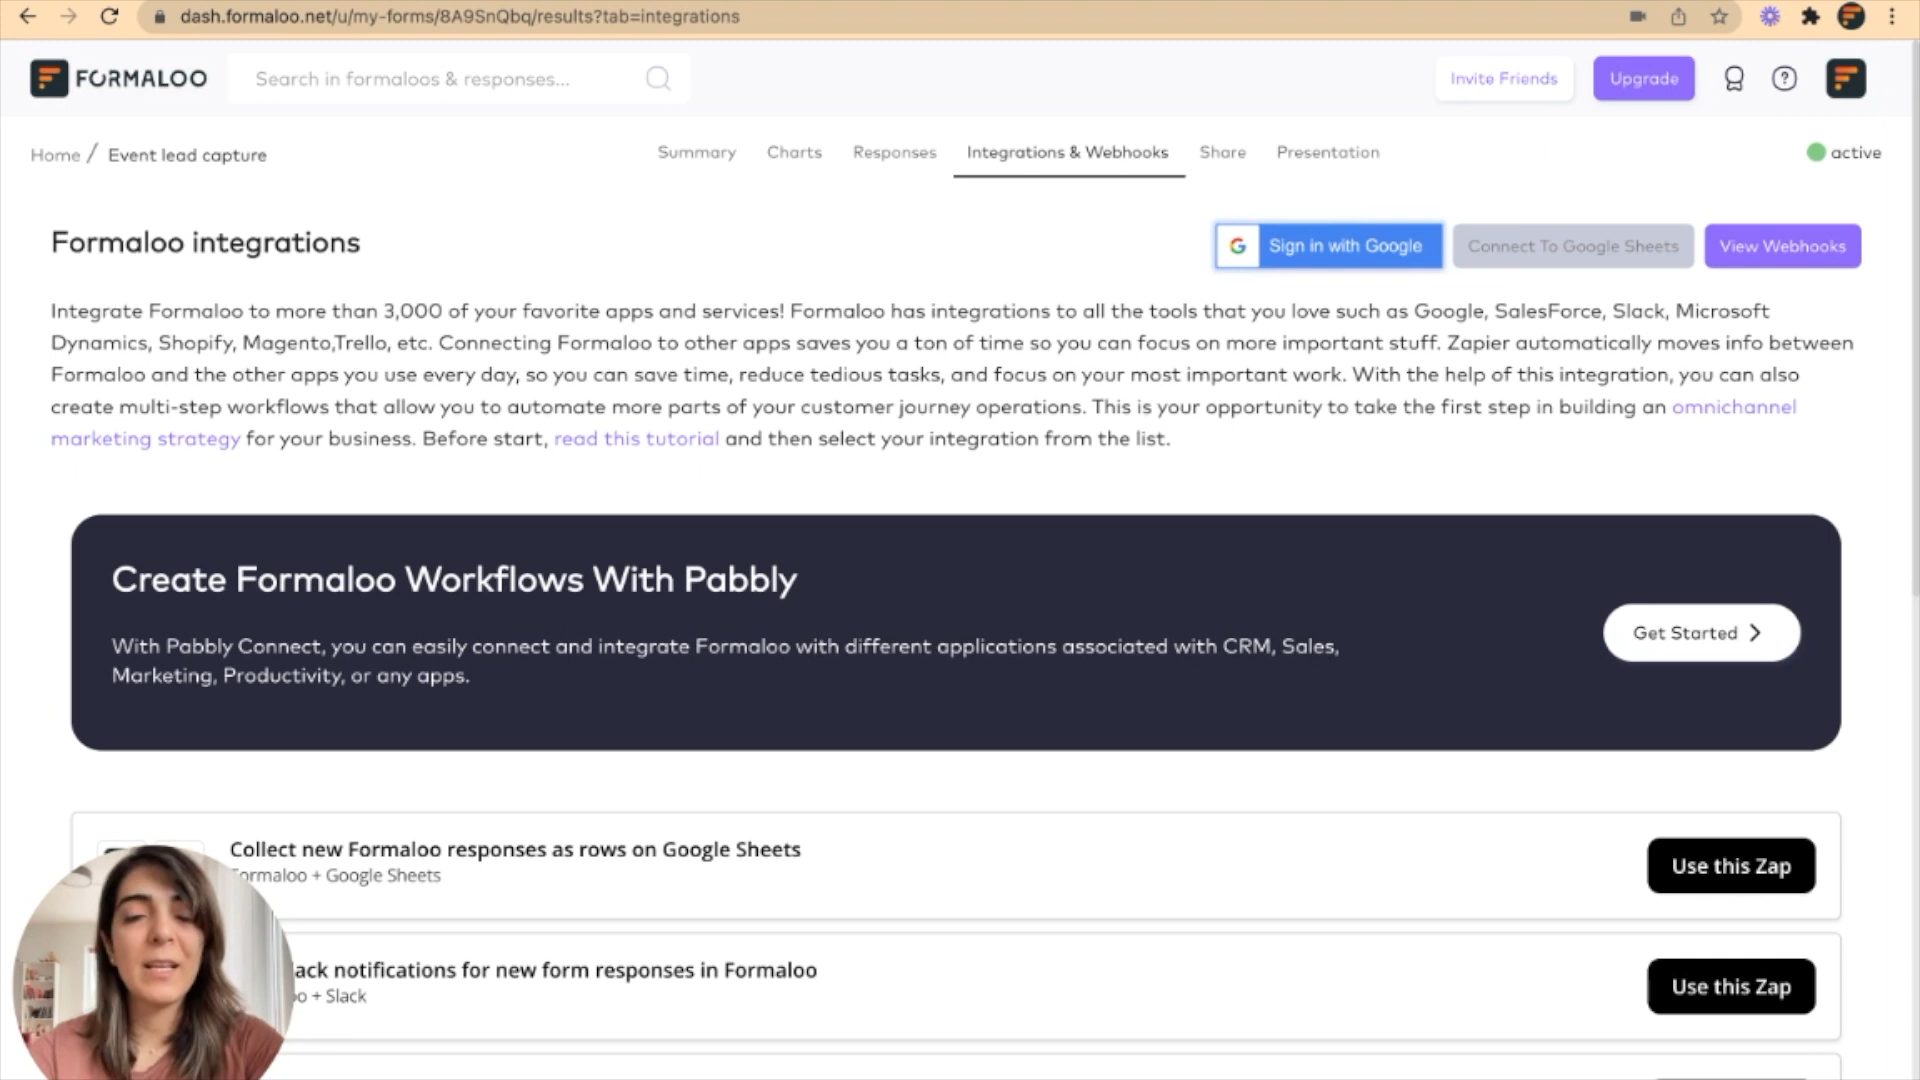 dash.formaloo.net/u/my-forms/8A9SnQbq/results?tab=integrations
FORMALOO
Search in formaloos & responses...
Invite Friends
Upgrade
Home / Event lead capture
Summary
Charts
Responses
Integrations & Webhooks
Share
Presentation
active
Formaloo integrations
Sign in with Google
Connect To Google Sheets
View Webhooks
Integrate Formaloo to more than 3,000 of your favorite apps and services! Formaloo has integrations to all the tools that you love such as Google, SalesForce, Slack, Microsoft
Dynamics, Shopify, Magento,Trello, etc. Connecting Formaloo to other apps saves you a ton of time so you can focus on more important stuff. Zapier automatically moves info between
Formaloo and the other apps you use every day, so you can save time, reduce tedious tasks, and focus on your most important work. With the help of this integration, you can also
create multi-step workflows that allow you to automate more parts of your customer journey operations. This is your opportunity to take the first step in building an omnichannel
marketing strategy for your business. Before start, read this tutorial and then select your integration from the list.
Create Formaloo Workflows With Pabbly
With Pabbly Connect, you can easily connect and integrate Formaloo with different applications associated with CRM, Sales,
Marketing, Productivity, or any apps.
Get Started
Collect new Formaloo responses as rows on Google Sheets
ormaloo + Google Sheets
Use this Zap
lack notifications for new form responses in Formaloo
oo + Slack
Use this Zap